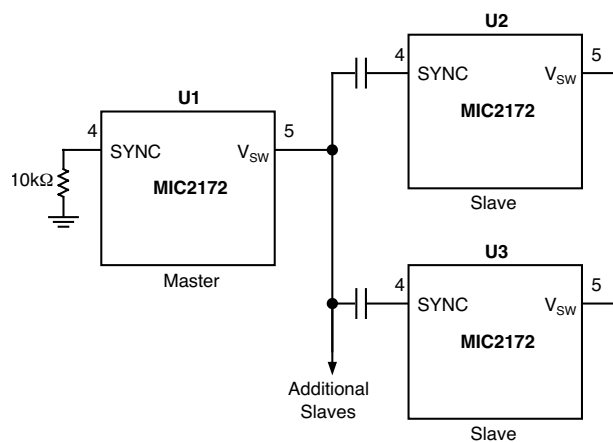 U1
4
SYNC
VSW
5
MIC2172
10kΩ
Master
U2
4
SYNC
VSW
5
MIC2172
Slave
U3
4
SYNC
VSW
5
MIC2172
Slave
Additional
Slaves